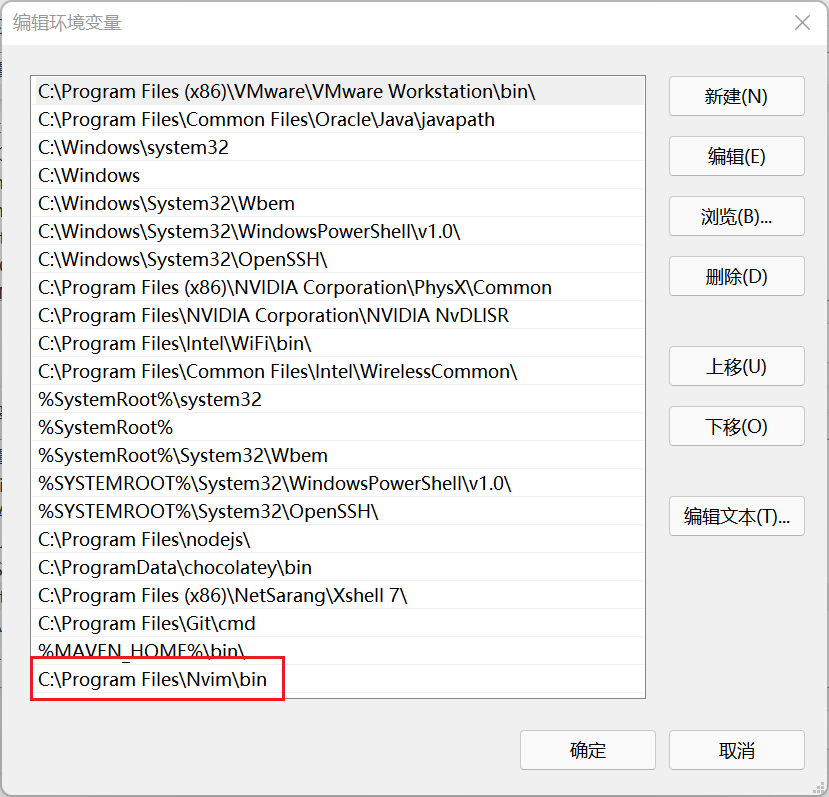 编辑环境变量
C:\Program Files (x86)\VMware\VMware Workstation\bin\
C:\Program Files\Common Files\Oracle\Java\javapath
C:\Windows\system32
C:\Windows
C:\Windows\System32\Wbem
C:\Windows\System32\WindowsPowerShell\v1.0\
C:\Windows\System32\OpenSSH\
C:\Program Files (x86)\NVIDIA Corporation\PhysX\Common
C:\Program Files\NVIDIA Corporation\NVIDIA NvDLISR
C:\Program Files\Intel\WiFi\bin\
C:\Program Files\Common Files\Intel\WirelessCommon\
%SystemRoot%\system32
%SystemRoot%
%SystemRoot%\System32\Wbem
%SYSTEMROOT%\System32\WindowsPowerShell\v1.0\
%SYSTEMROOT%\System32\OpenSSH\
C:\Program Files\nodejs\
C:\ProgramData\chocolatey\bin
C:\Program Files (x86)\NetSarang\Xshell 7\
C:\Program Files\Git\cmd
%MAVEN_HOME%\bin\
C:\Program Files\Nvim\bin
新建(N)
编辑(E)
浏览(B)...
删除(D)
上移(U)
下移(O)
编辑文本(T)...
确定
取消